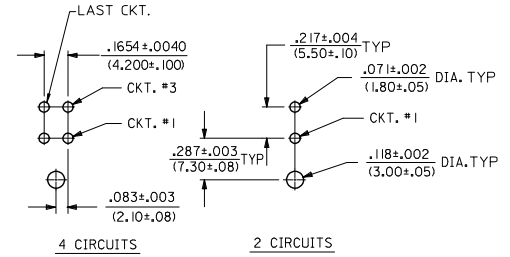 LAST CKT.
.1654±.0040
(4.200±.100)
CKT. #3
CKT. #1
.083±.003
(2.10±.08)
4 CIRCUITS
.217±.004
(5.50±.10) TYP
.071±.002
(1.80±.05) DIA. TYP
CKT. #1
.287±.003
(7.30±.08) TYP
.118±.002
(3.00±.05) DIA.TYP
2 CIRCUITS